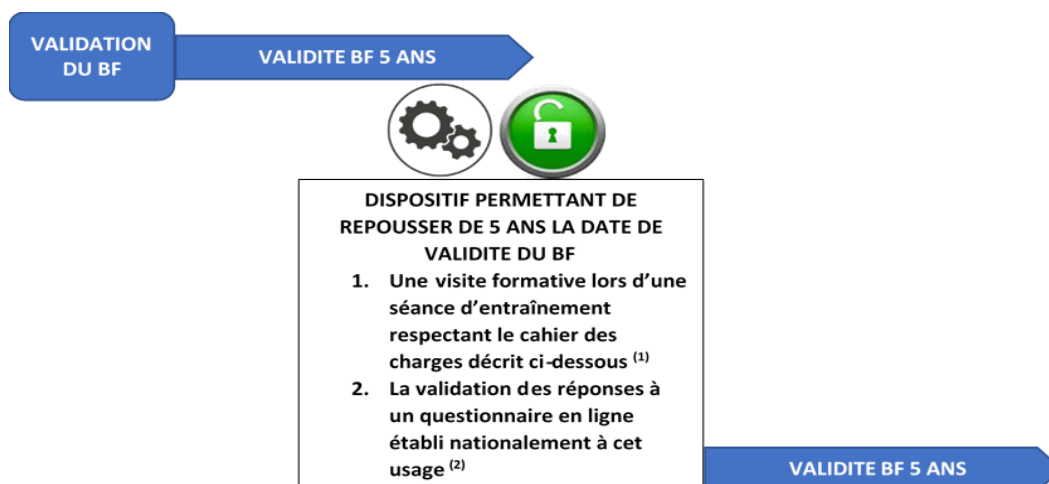 VALIDATION
DU BF
VALIDITE BF 5 ANS
DISPOSITIF PERMETTANT DE
REPOUSSER DE 5 ANS LA DATE DE
VALIDITE DU BF
1. Une visite formative lors d’une
séance d’entraînement
respectant le cahier des
charges décrit ci-dessous (1)
2. La validation des réponses à
un questionnaire en ligne
établi nationalement à cet
usage (2)
VALIDITE BF 5 ANS